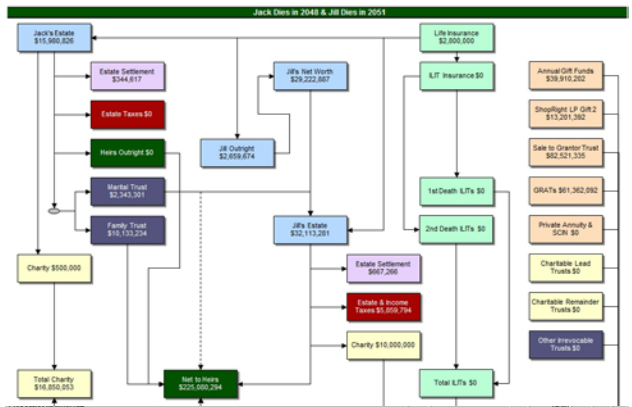 Jack Dies in 2048 & Jill Dies in 2051
Jack's Estate
$15,980,826
Life Insurance
$2,800,000
Estate Settlement
$344,617
Jill's Net Worth
$29,222,887
ILIT Insurance $0
Annual Gift Funds
$39,910,202
Estate Taxes $0
ShopRight LP Gift 2
$13,201,392
Heirs Outright $0
Jill Outright
$2,659,674
Sale to Grantor Trust
$82,521,335
Marital Trust
$2,343,301
1st Death ILITs $0
GRATs $61,362,092
Family Trust
$10,133,234
Jill's Estate
$32,113,281
2nd Death ILITs $0
Private Annuity &
SCIN $0
Charity $500,000
Estate Settlement
$667,266
Charitable Lead
Trusts $0
Estate & Income
Taxes $5,859,794
Charitable Remainder
Trusts $0
Charity $10,000,000
Other Irrevocable
Trusts $0
Total Charity
$16,850,053
Net to Heirs
$225,080,294
Total ILITs $0